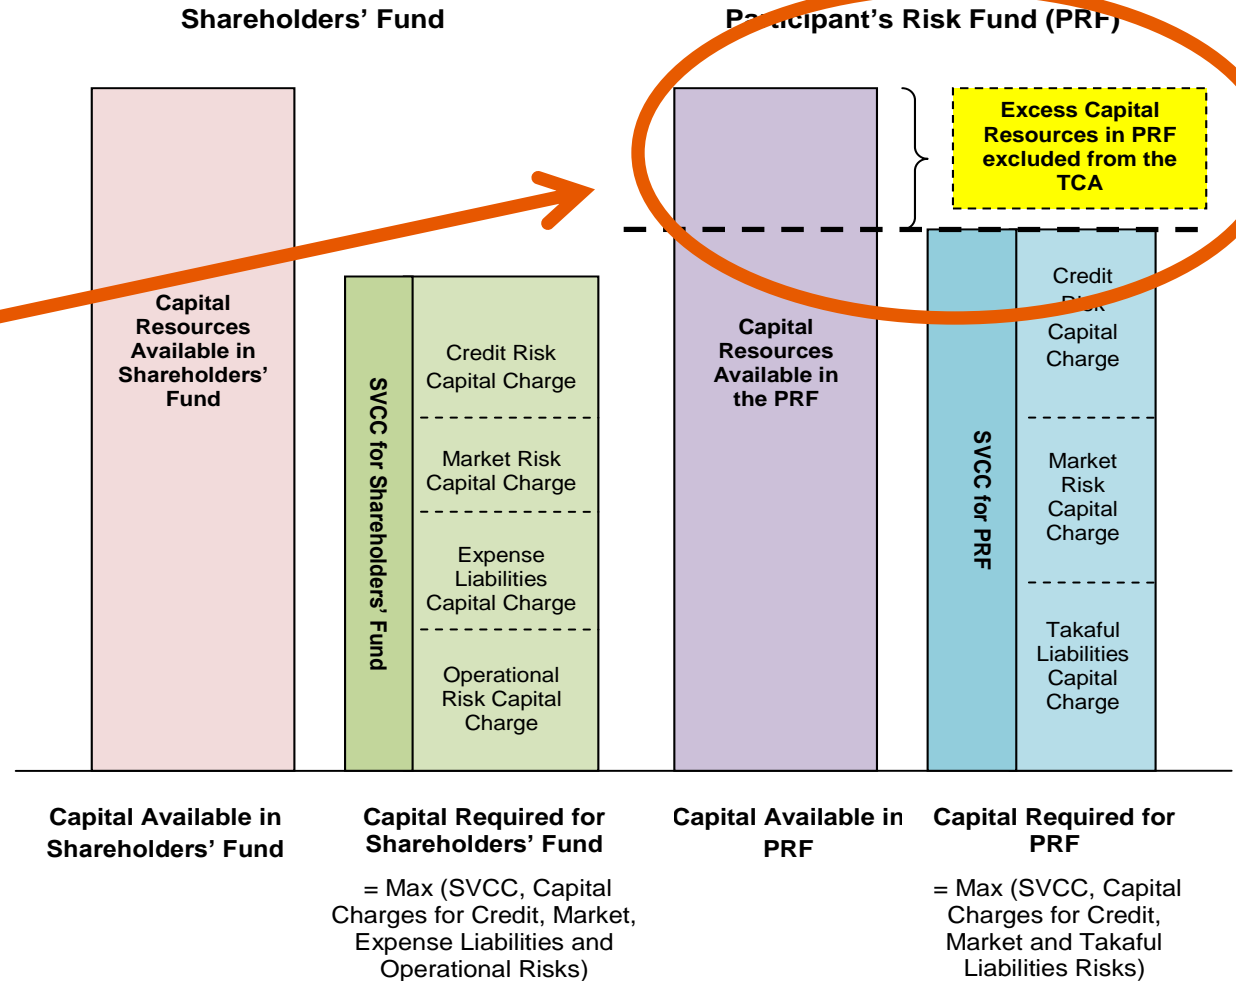 Shareholders’ Fund
Participant’s Risk Fund (PRF)
Excess Capital
Resources in PRF
excluded from the
TCA
Capital
Resources
Available in
Shareholders’
Fund
SVCC for Shareholders’ Fund
Credit Risk
Capital Charge
Market Risk
Capital Charge
Expense
Liabilities
Capital Charge
Operational
Risk Capital
Charge
Capital
Resources
Available in
the PRF
SVCC for PRF
Credit
Risk
Capital
Charge
Market
Risk
Capital
Charge
Takaful
Liabilities
Capital
Charge
Capital Available in
Shareholders’ Fund
Capital Required for
Shareholders’ Fund
= Max (SVCC, Capital
Charges for Credit, Market,
Expense Liabilities and
Operational Risks)
Capital Available in
PRF
Capital Required for
PRF
= Max (SVCC, Capital
Charges for Credit,
Market and Takaful
Liabilities Risks)